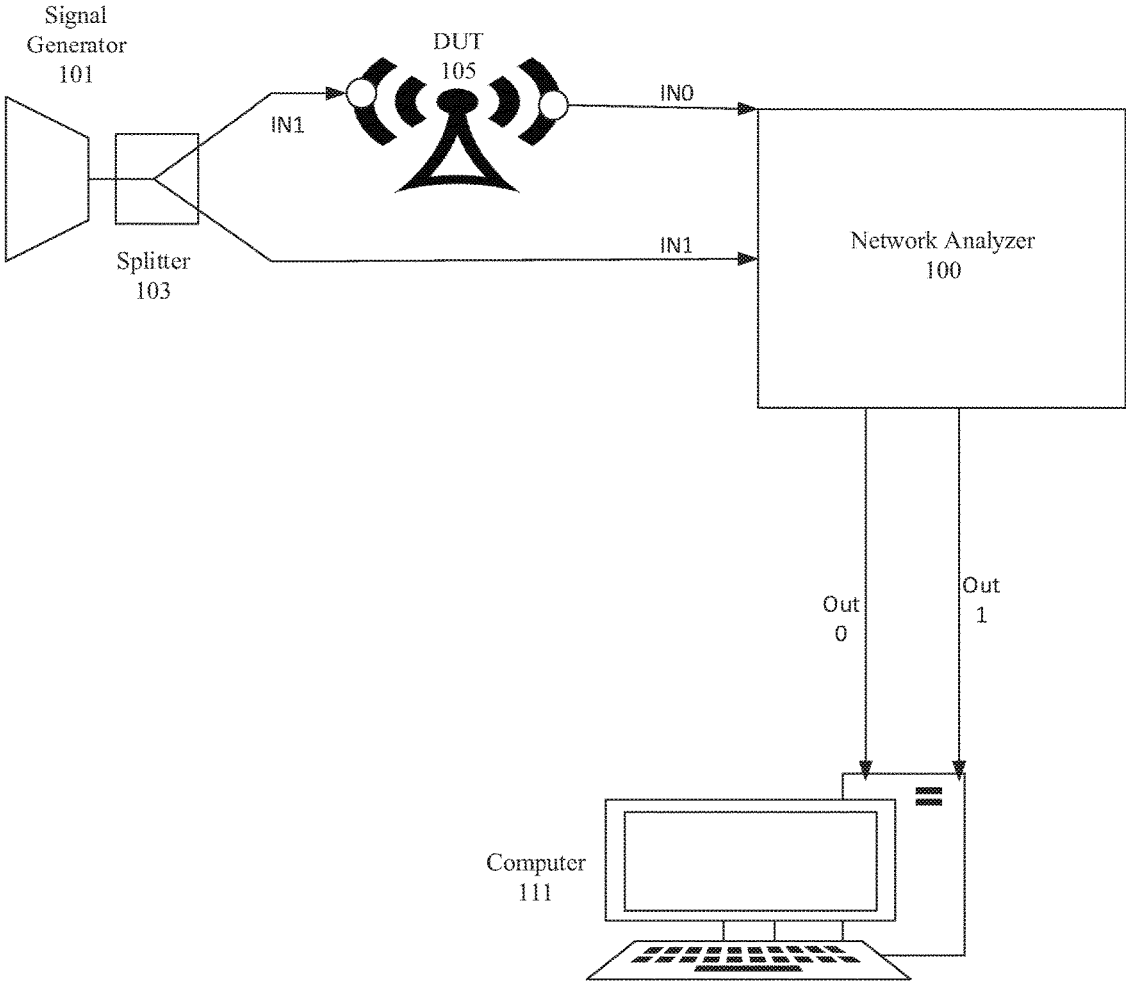 Signal
Generator
101
DUT
105
IN1
IN0
Splitter
103
IN1
Network Analyzer
100
Out
0
Out
1
Computer
111